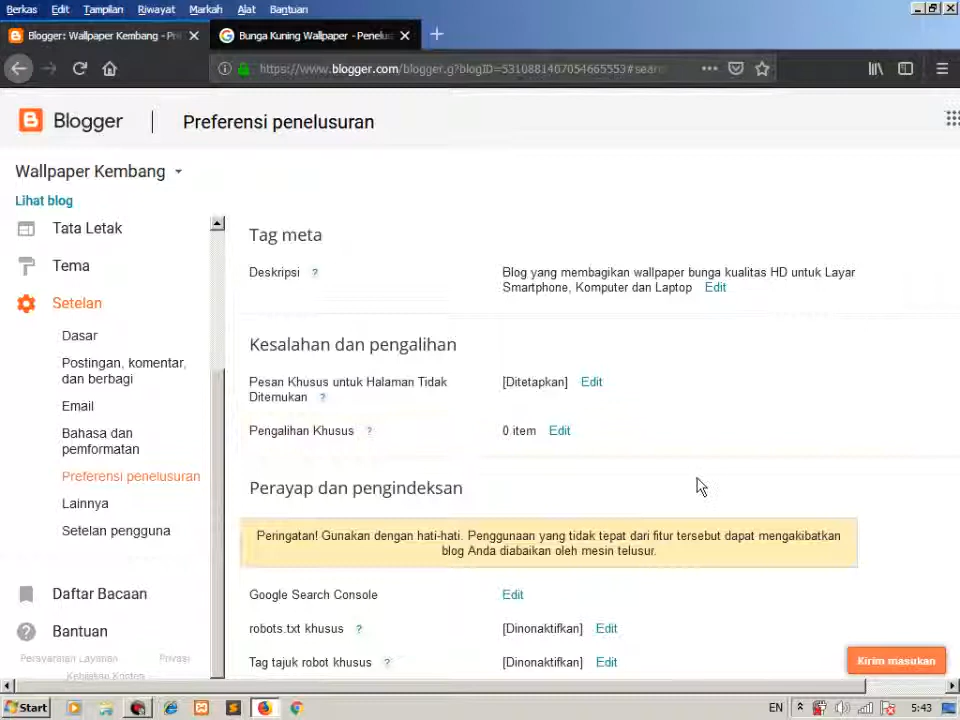 Berkas Edit Tampilan Riwayat Markah Alat Bantuan
Blogger: Wallpaper Kembang - Pr
Bunga Kuning Wallpaper - Penelus
https://www.blogger.com/blogger.g?blogID=5310881407054665553#sear
Blogger
Preferensi penelusuran
Wallpaper Kembang
Lihat blog
Tata Letak
Tema
Setelan
Dasar
Postingan, komentar,
dan berbagi
Email
Bahasa dan
pemformatan
Preferensi penelusuran
Lainnya
Setelan pengguna
Daftar Bacaan
Bantuan
Persyaratan Layanan Privasi
Kebijakan Konten
Tag meta
Deskripsi ? Blog yang membagikan wallpaper bunga kualitas HD untuk Layar
Smartphone, Komputer dan Laptop Edit
Kesalahan dan pengalihan
Pesan Khusus untuk Halaman Tidak
Ditemukan ? [Ditetapkan] Edit
Pengalihan Khusus ? 0 item Edit
Perayap dan pengindeksan
Peringatan! Gunakan dengan hati-hati. Penggunaan yang tidak tepat dari fitur tersebut dapat mengakibatkan
blog Anda diabaikan oleh mesin telusur.
Google Search Console Edit
robots.txt khusus ? [Dinonaktifkan] Edit
Tag tajuk robot khusus ? [Dinonaktifkan] Edit
Kirim masukan
Start EN 5:43